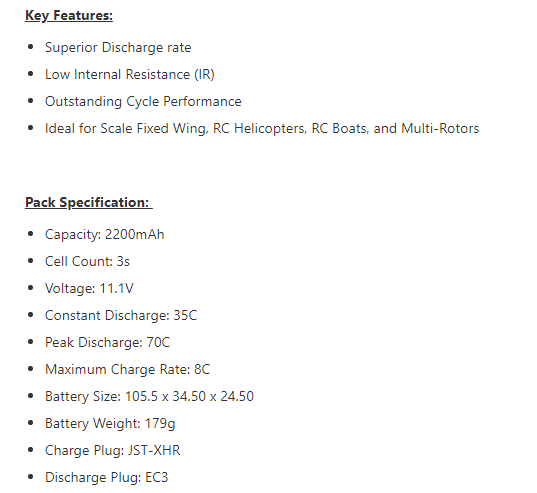 Key Features:
Superior Discharge rate
Low Internal Resistance (IR)
Outstanding Cycle Performance
Ideal for Scale Fixed Wing, RC Helicopters, RC Boats, and Multi-Rotors
Pack Specification:
Capacity: 2200mAh
Cell Count: 3s
Voltage: 11.1V
Constant Discharge: 35C
Peak Discharge: 70C
Maximum Charge Rate: 8C
Battery Size: 105.5 x 34.50 x 24.50
Battery Weight: 179g
Charge Plug: JST-XHR
Discharge Plug: EC3